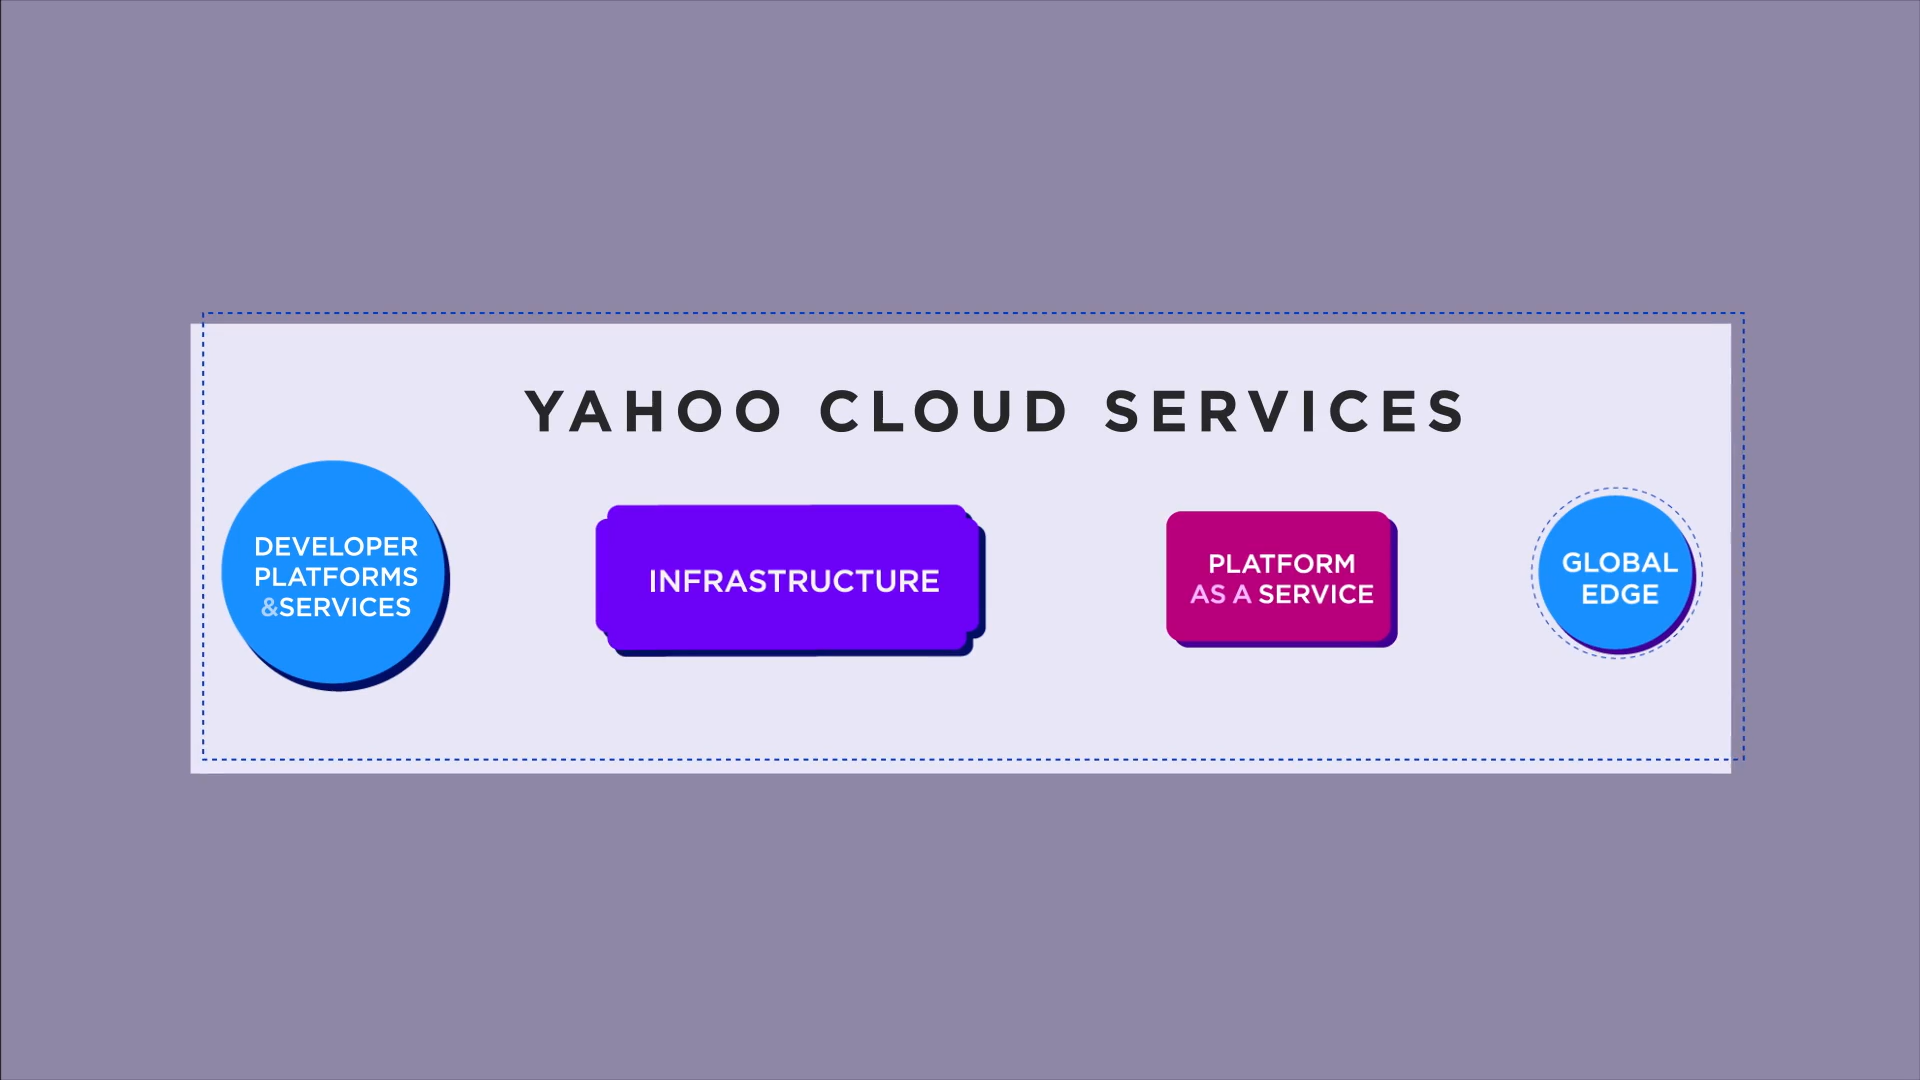 YAHOO CLOUD SERVICES
DEVELOPER
PLATFORMS
&SERVICES
INFRASTRUCTURE
PLATFORM
AS A SERVICE
GLOBAL
EDGE